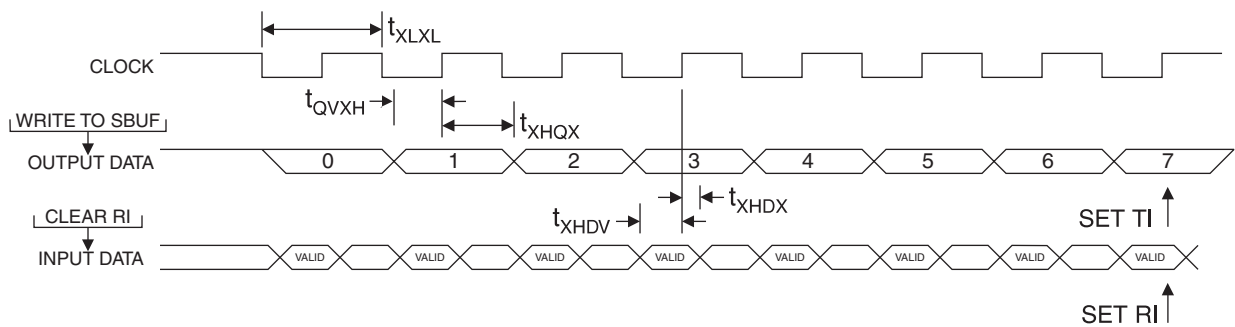 tXLXL
CLOCK
tQVXH
tXHQX
WRITE TO SBUF
OUTPUT DATA 0 1 2 3 4 5 6 7
tXHDX
tXHDV
SET TI
CLEAR RI
INPUT DATA VALID VALID VALID VALID VALID VALID VALID VALID
SET RI